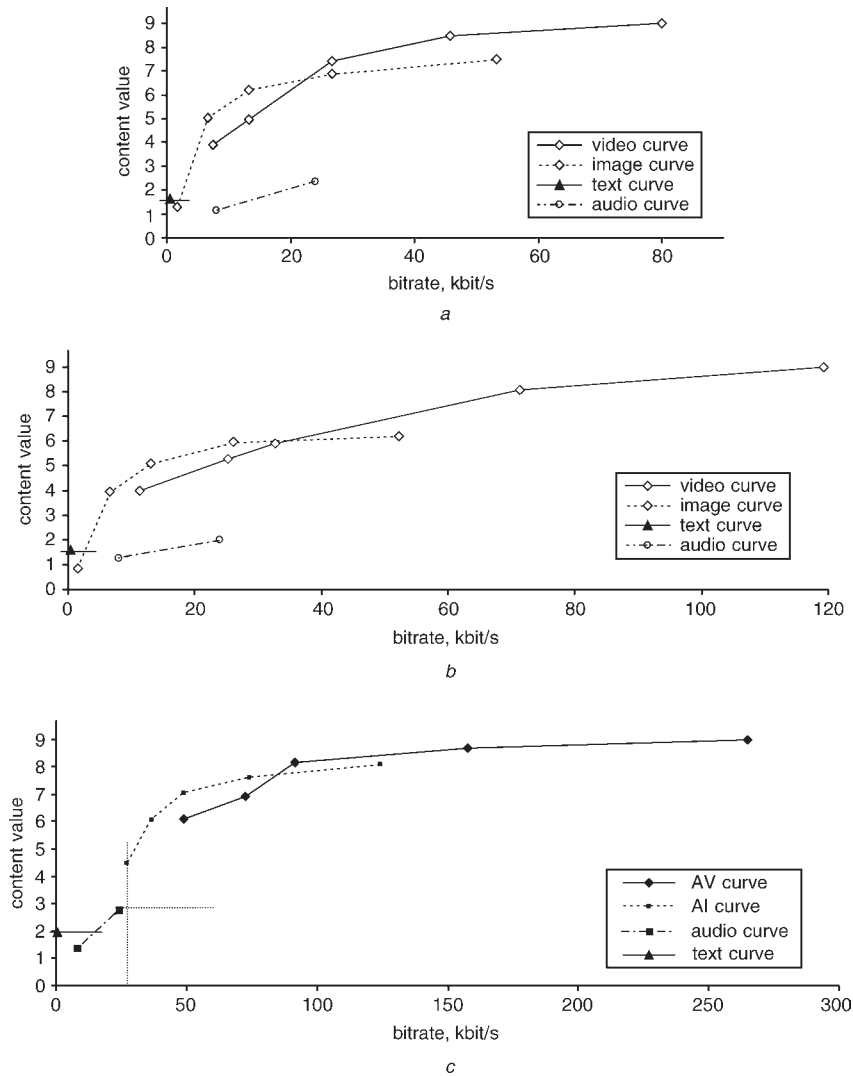 9
8
7
6
5
4
3
2
1
0
content value
0 20 40 60 80
bitrate, kbit/s
video curve
image curve
text curve
audio curve
a
9
8
7
6
5
4
3
2
1
0
content value
0 20 40 60 80 100 120
bitrate, kbit/s
video curve
image curve
text curve
audio curve
b
9
8
7
6
5
4
3
2
1
0
content value
0 50 100 150 200 250 300
bitrate, kbit/s
AV curve
AI curve
audio curve
text curve
c